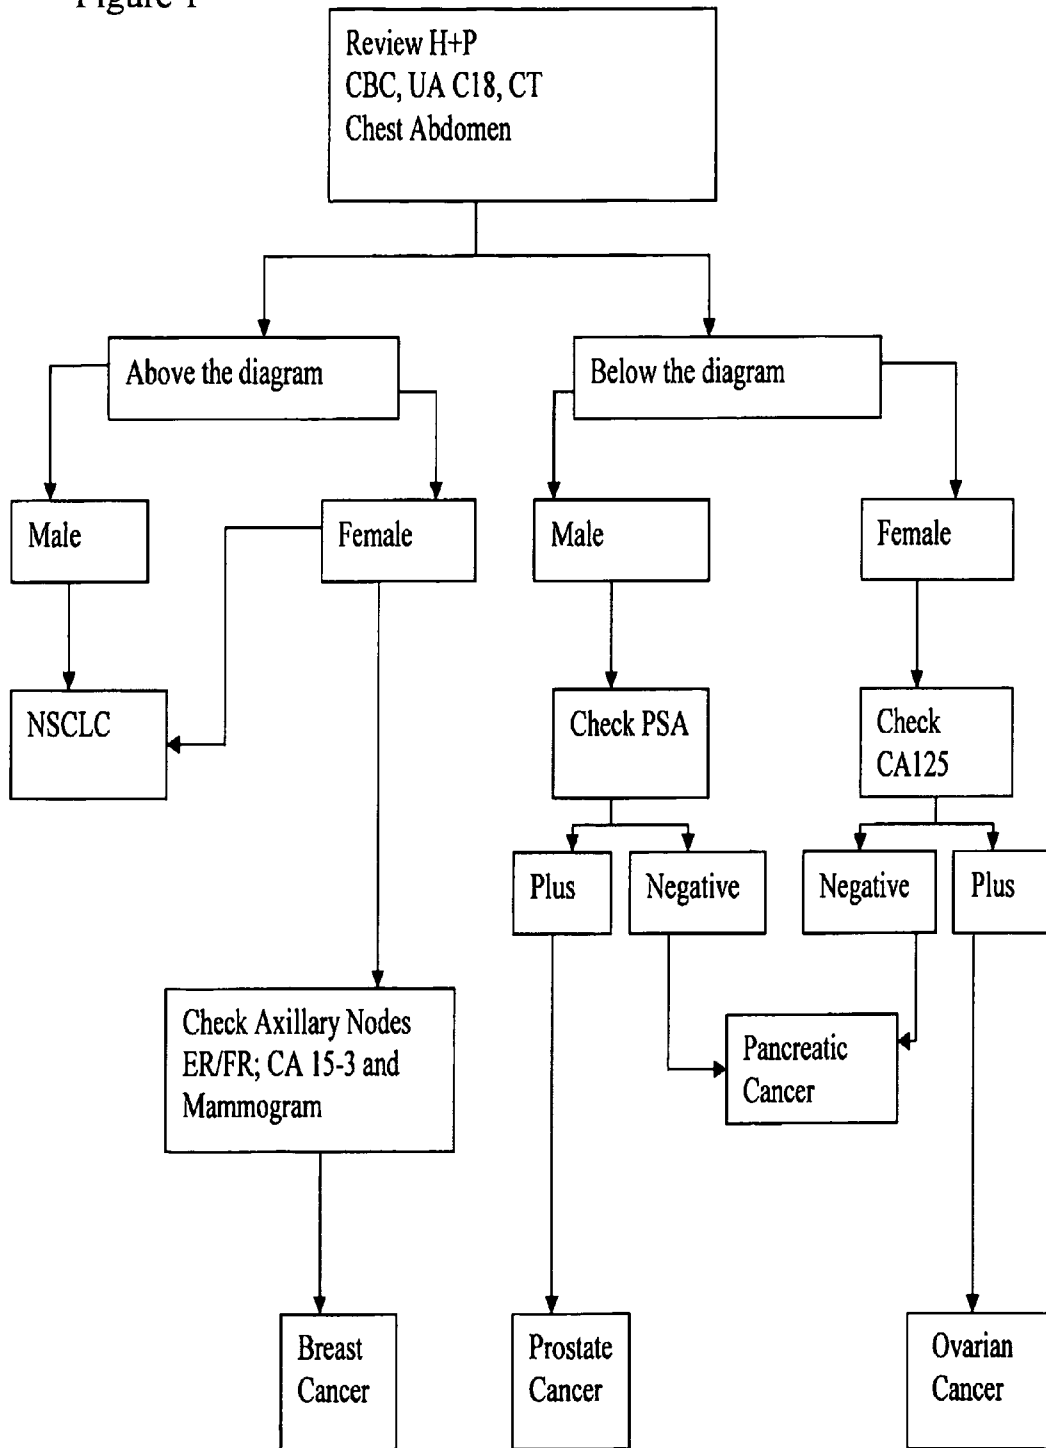 Figure 1
Review H+P
CBC, UA C18, CT
Chest Abdomen
Above the diagram
Below the diagram
Male
Female
Male
Female
NSCLC
Check PSA
Check
CA125
Plus
Negative
Negative
Plus
Check Axillary Nodes
ER/FR; CA 15-3 and
Mammogram
Pancreatic
Cancer
Breast
Cancer
Prostate
Cancer
Ovarian
Cancer